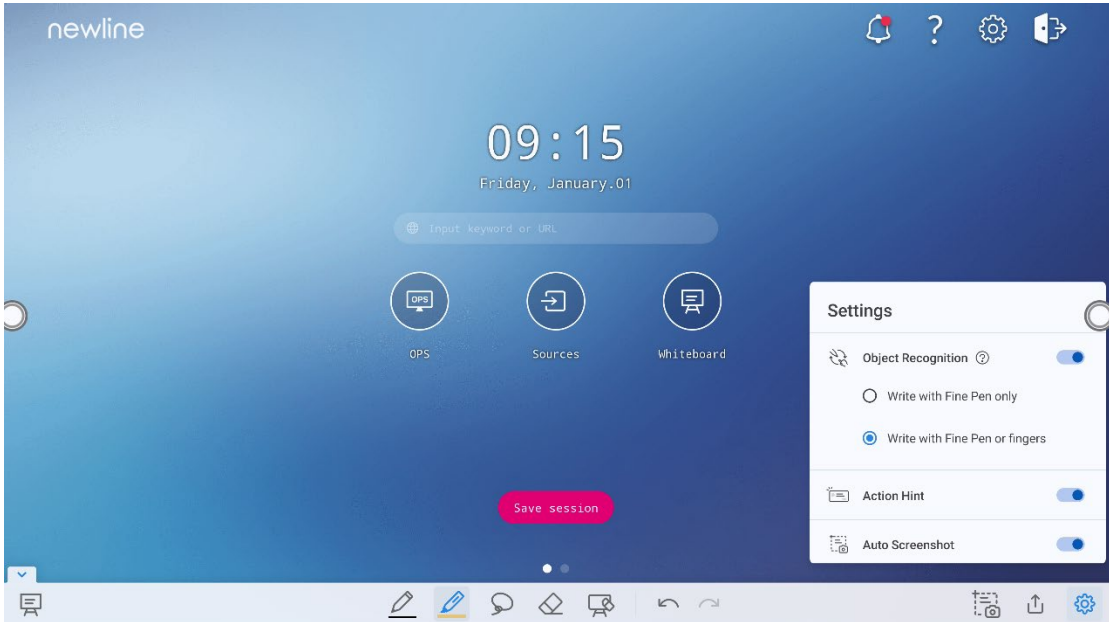 newline
?
09:15
Friday, January.01
Input keyword or URL
OPS
OPS
Sources
Whiteboard
Save session
Settings
Object Recognition ?
Write with Fine Pen only
Write with Fine Pen or fingers
Action Hint
Auto Screenshot